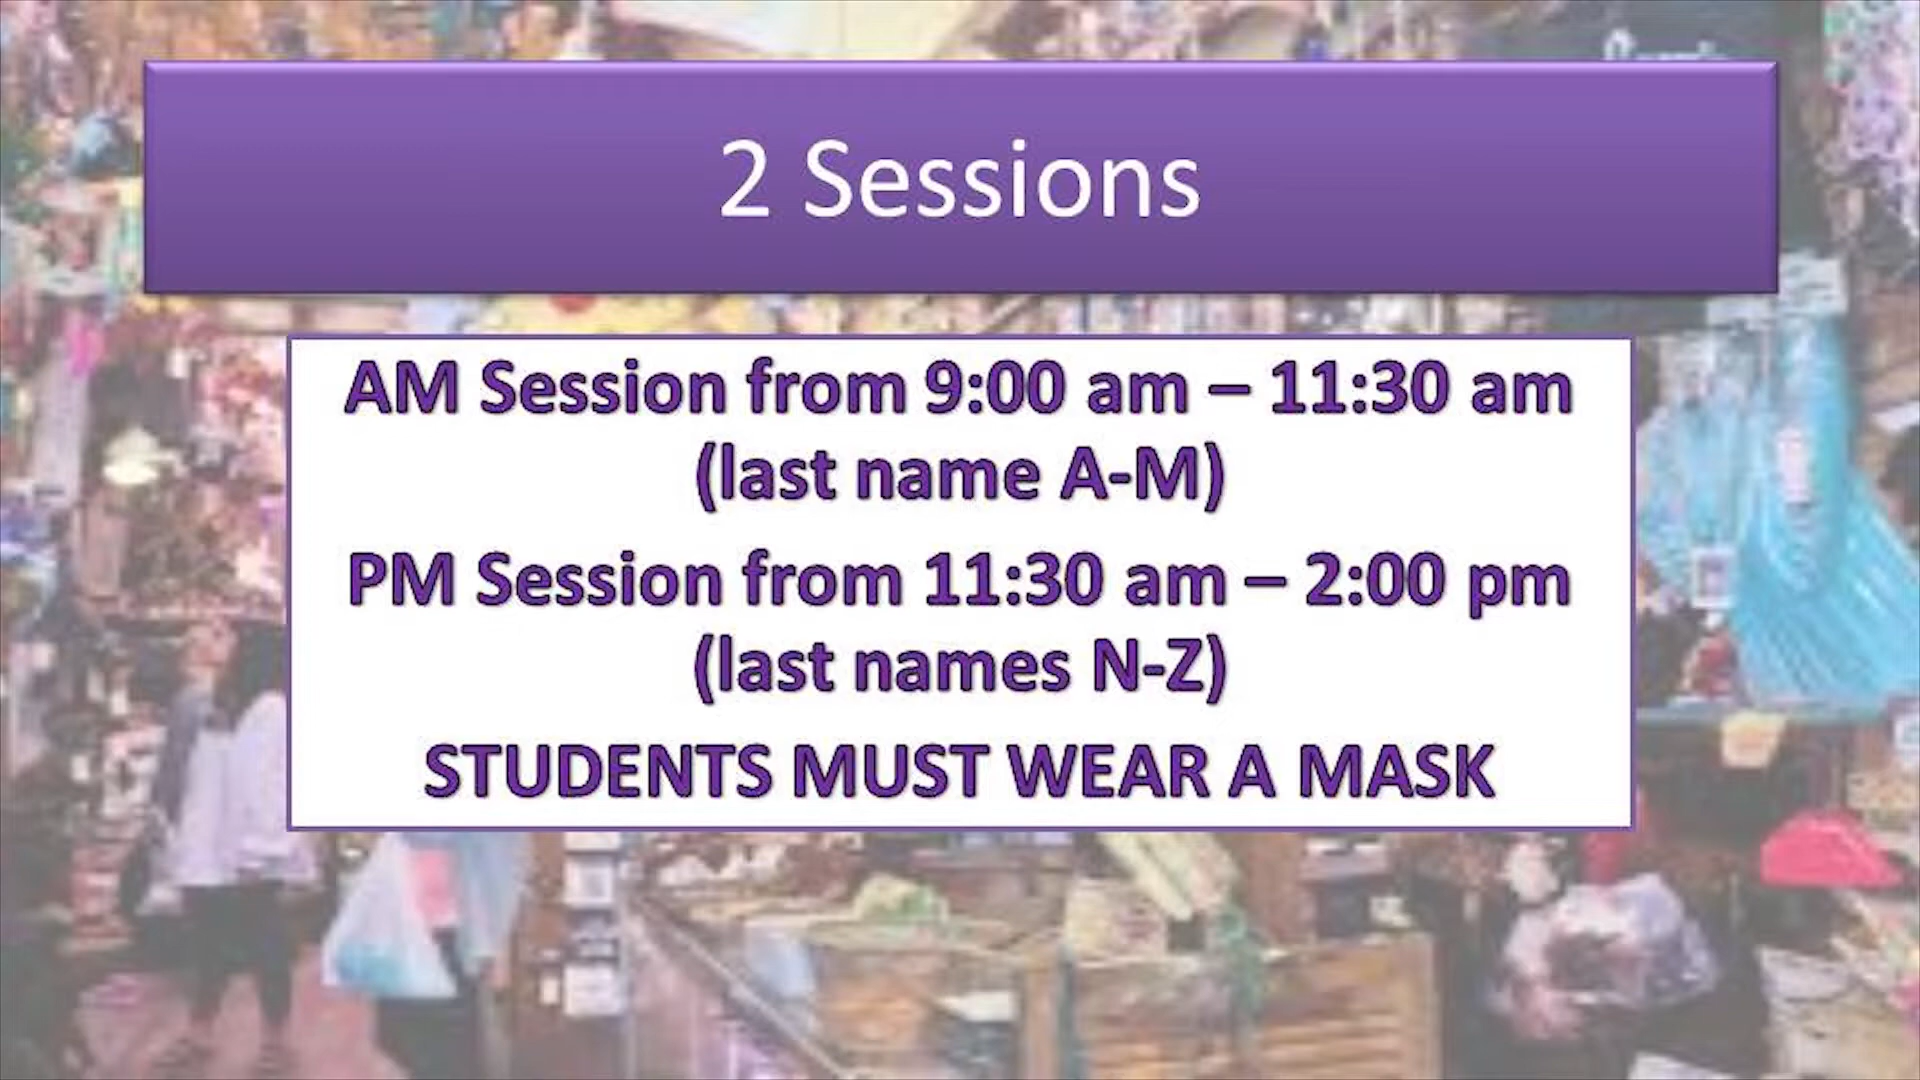 2 Sessions
AM Session from 9:00 am – 11:30 am
(last name A-M)
PM Session from 11:30 am – 2:00 pm
(last names N-Z)
STUDENTS MUST WEAR A MASK